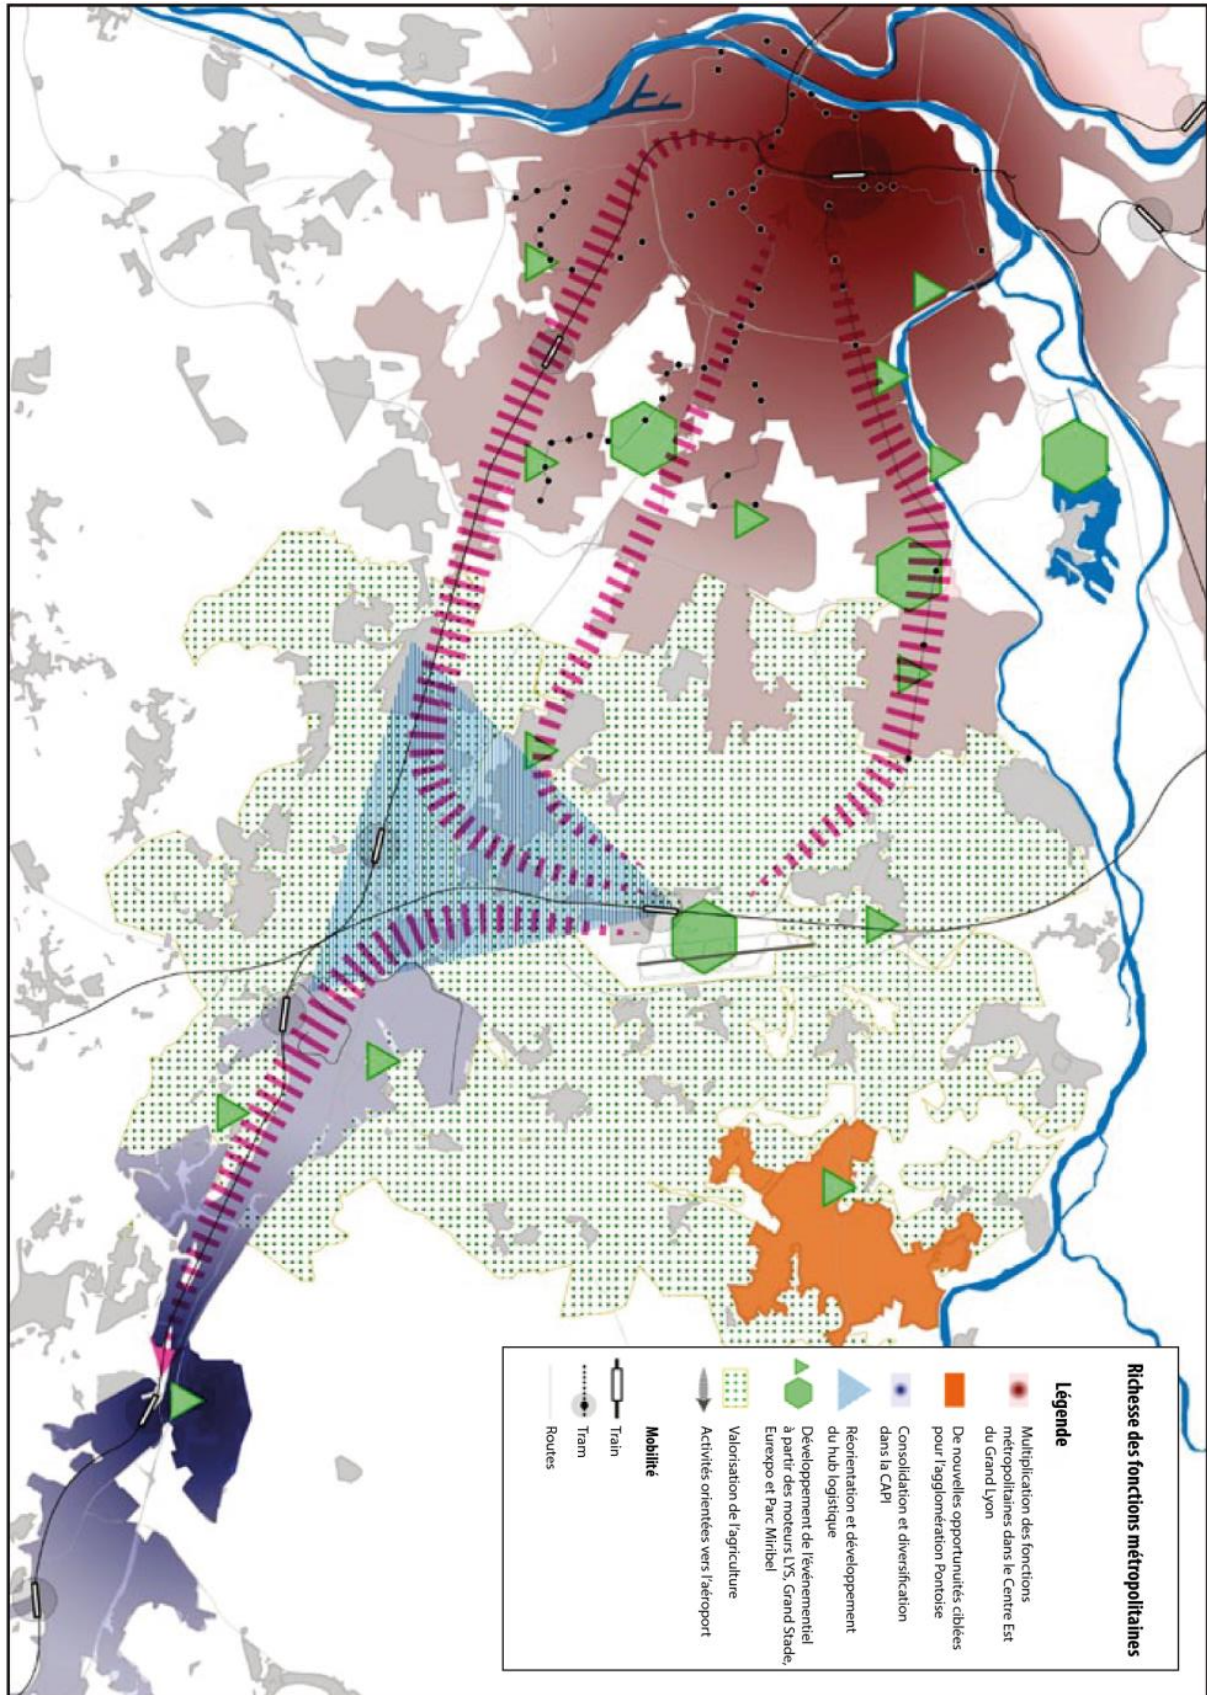 Richesse des fonctions métropolitaines
Légende
Multiplication des fonctions
métropolitaines dans le Centre Est
du Grand Lyon
De nouvelles opportunuités ciblées
pour l'agglomération Pontoise
Consolidation et diversification
dans la CAPI
Réorientation et développement
du hub logistique
Développement de l'événementiel
à partir des moteurs LYS, Grand Stade,
Eurexpo et Parc Miribel
Valorisation de l'agriculture
Activités orientées vers l'aéroport
Mobilité
Train
Tram
Routes